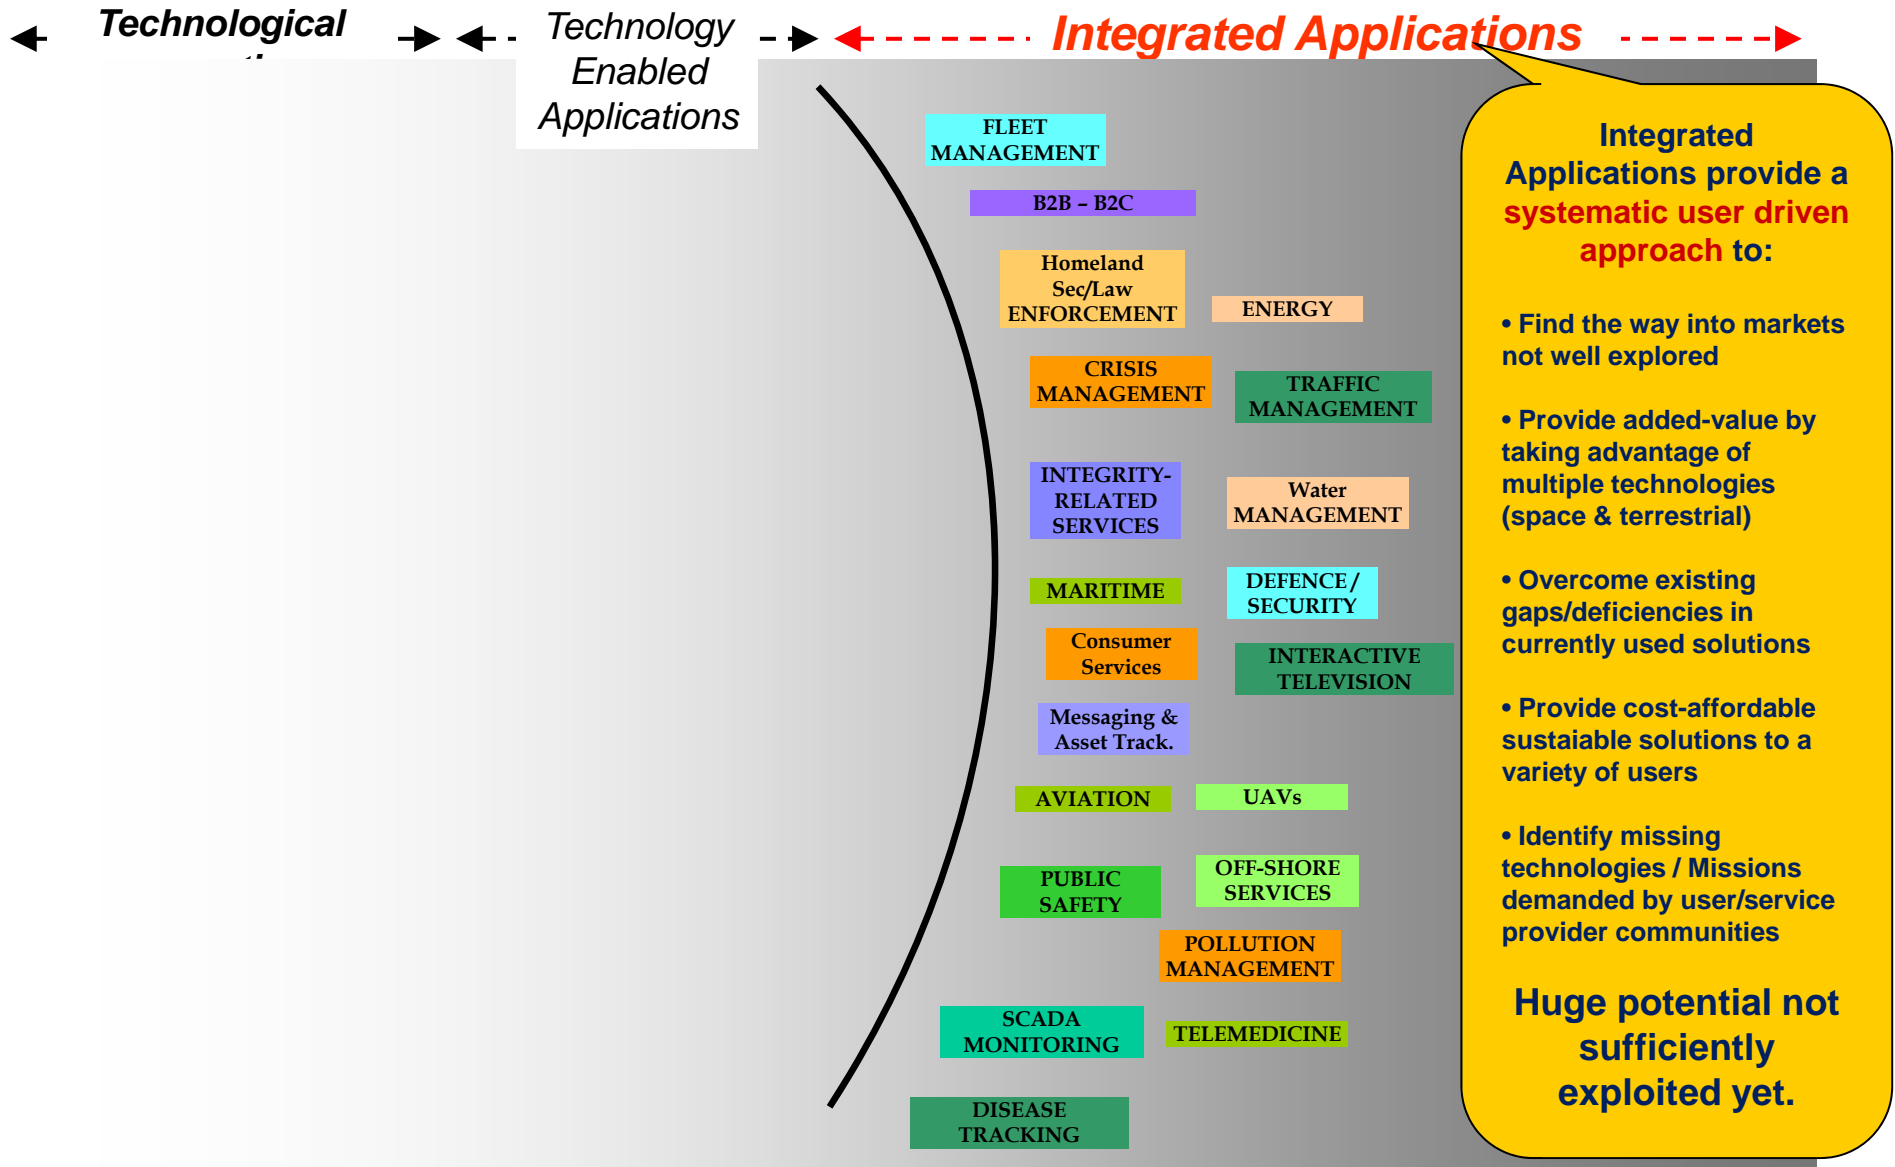 Technological
Technology
Enabled
Applications
Integrated Applications
FLEET
MANAGEMENT
B2B – B2C
Homeland
Sec/Law
ENFORCEMENT
ENERGY
CRISIS
MANAGEMENT
TRAFFIC
MANAGEMENT
INTEGRITY-
RELATED
SERVICES
Water
MANAGEMENT
MARITIME
DEFENCE /
SECURITY
Consumer
Services
INTERACTIVE
TELEVISION
Messaging &
Asset Track.
AVIATION
UAVs
PUBLIC
SAFETY
OFF-SHORE
SERVICES
POLLUTION
MANAGEMENT
SCADA
MONITORING
TELEMEDICINE
DISEASE
TRACKING
Integrated
Applications provide a
systematic user driven
approach to:
• Find the way into markets
not well explored
• Provide added-value by
taking advantage of
multiple technologies
(space & terrestrial)
• Overcome existing
gaps/deficiencies in
currently used solutions
• Provide cost-affordable
sustaiable solutions to a
variety of users
• Identify missing
technologies / Missions
demanded by user/service
provider communities
Huge potential not
sufficiently
exploited yet.